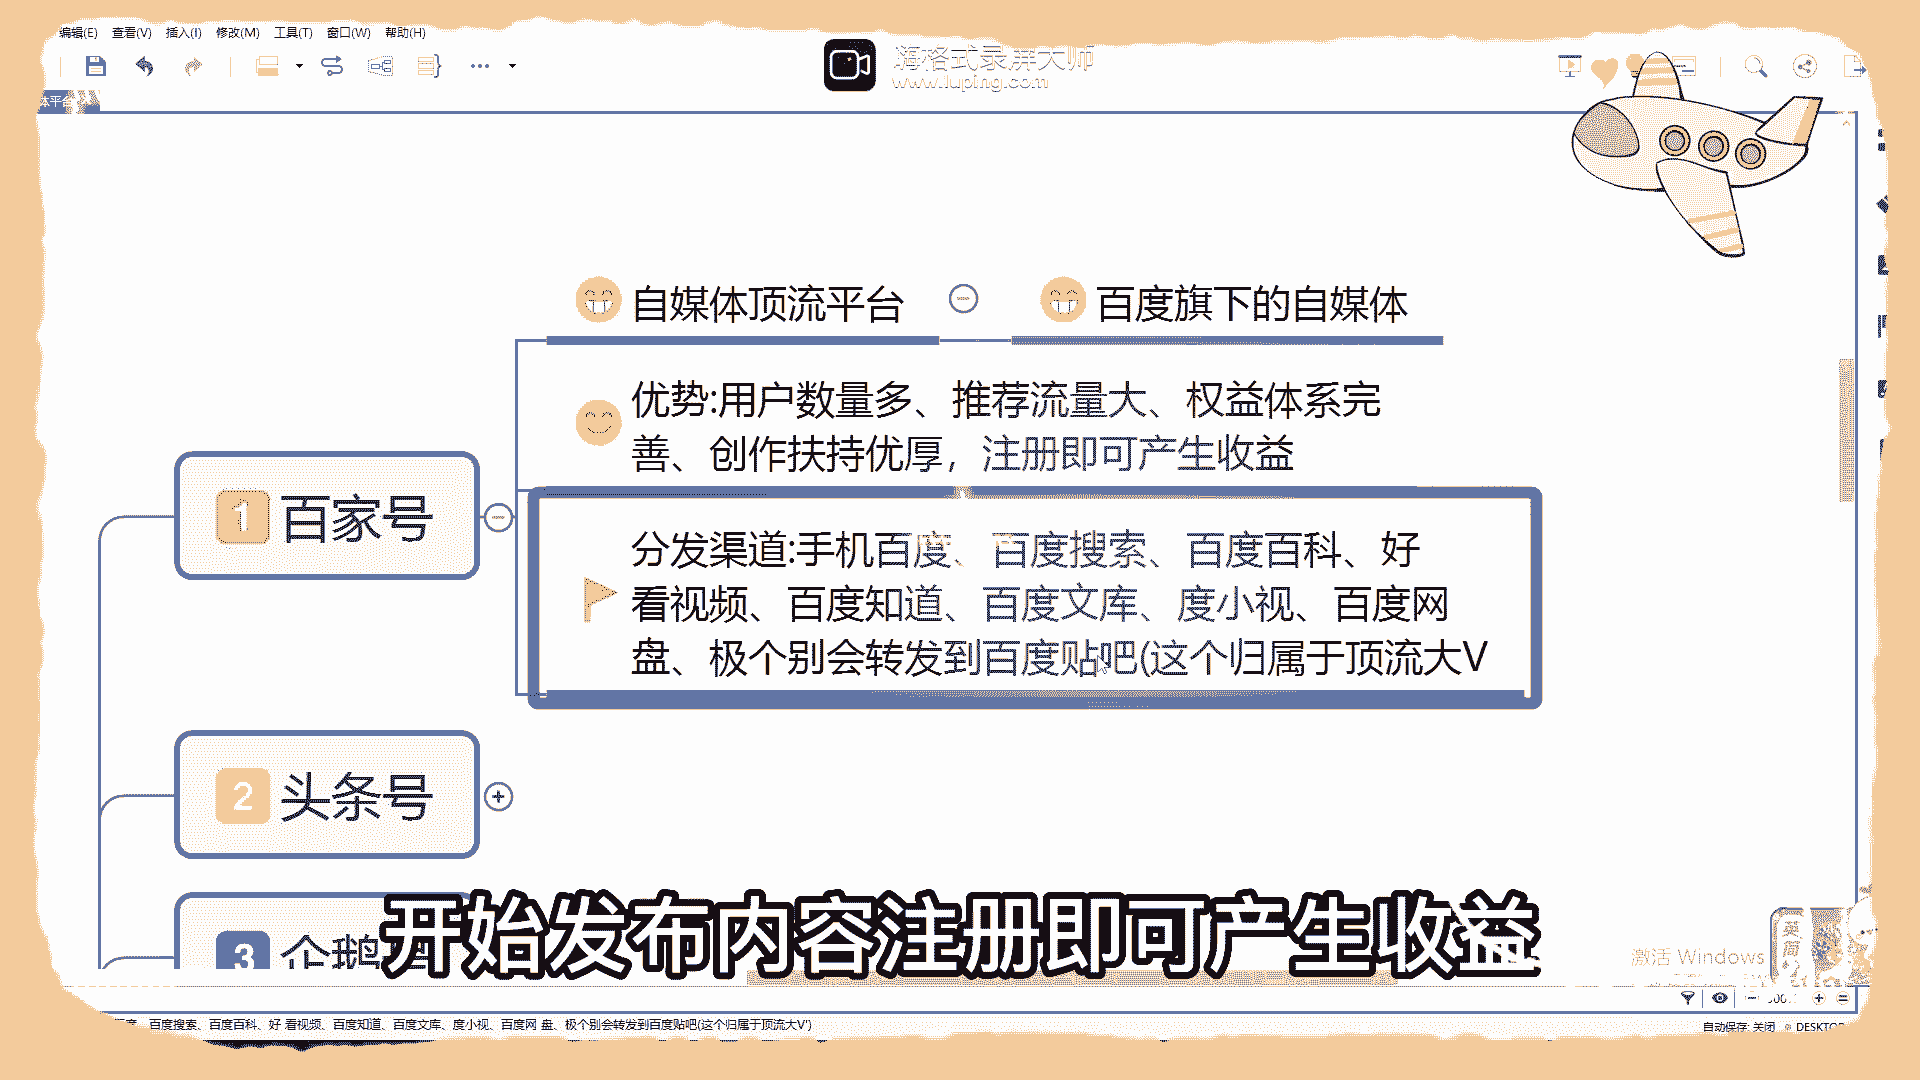 编辑(E) 查看(V) 插入(I) 修改(M) 工具(T) 窗口(W) 帮助(H)
嗨格式录屏大师
www.luping.com
体平台
自媒体顶流平台
百度旗下的自媒体
优势:用户数量多、推荐流量大、权益体系完
善、创作扶持优厚，注册即可产生收益
1 百家号
分发渠道:手机百度、百度搜索、百度百科、好
看视频、百度知道、百度文库、度小视、百度网
盘、极个别会转发到百度贴吧(这个归属于顶流大V
2 头条号
3 企鹅号
开始发布内容注册即可产生收益
激活 Windows
百度搜索、百度百科、好 看视频、百度知道、百度文库、度小视、百度网 盘、极个别会转发到百度贴吧(这个归属于顶流大V')
自动保存: 关闭
DESKTOP